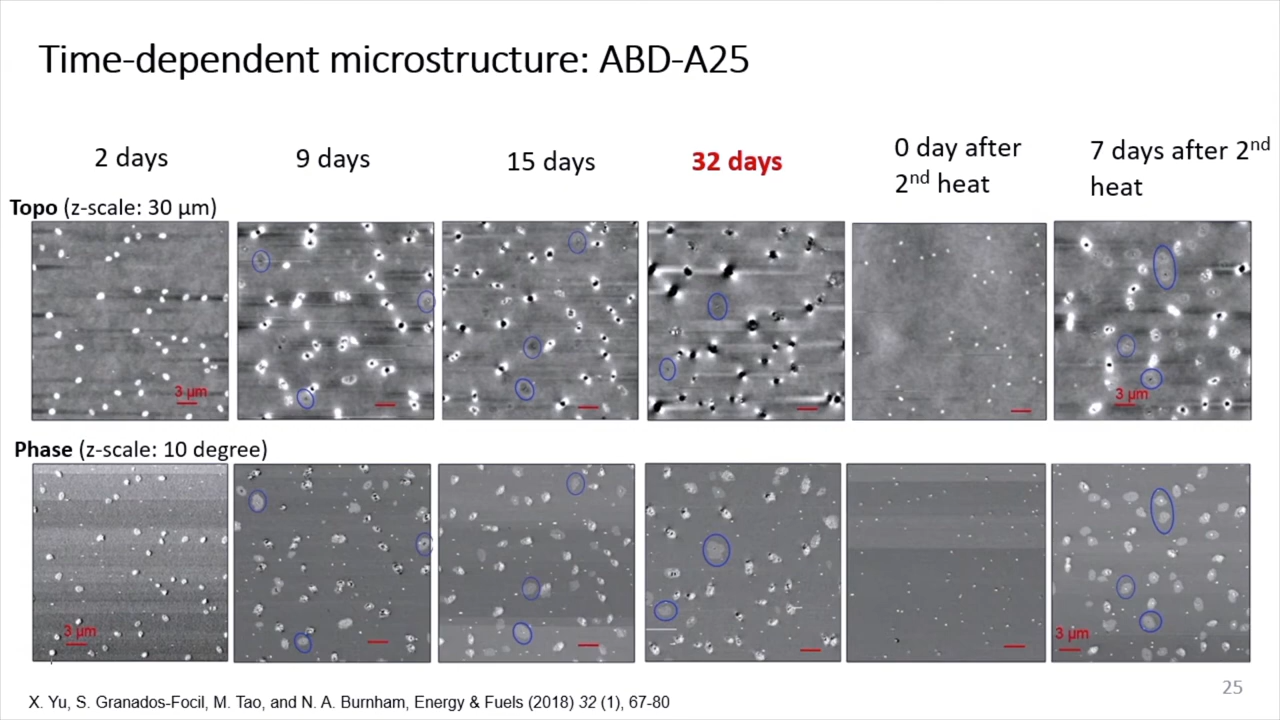 Time-dependent microstructure: ABD-A25
2 days
9 days
15 days
32 days
0 day after
2nd heat
7 days after 2nd
heat
Topo (z-scale: 30 µm)
3 µm
3 µm
Phase (z-scale: 10 degree)
3 µm
3 µm
X. Yu, S. Granados-Focil, M. Tao, and N. A. Burnham, Energy & Fuels (2018) 32 (1), 67-80
25